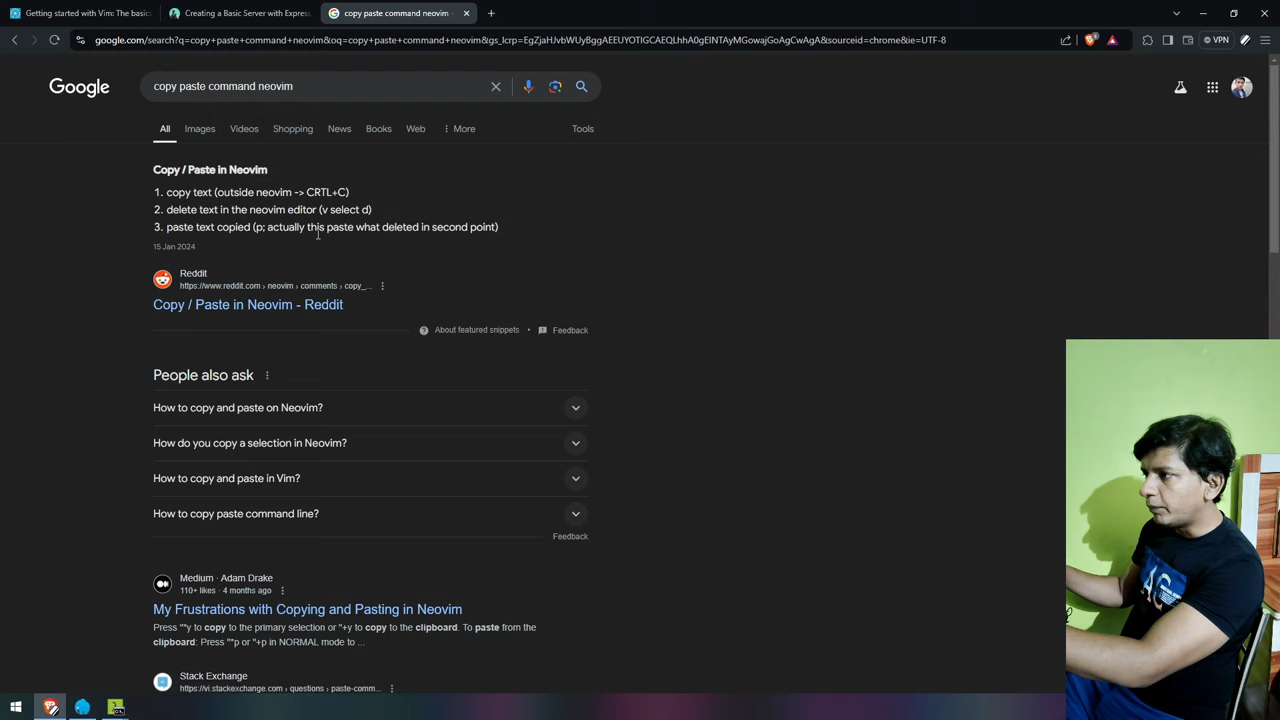 Getting started with Vim: The basics
Creating a Basic Server with Express
copy paste command neovim -
google.com/search?q=copy+paste+command+neovim&oq=copy+paste+command+neovim&gs_lcrp=EgZjaHJvbWUyBggAEEUYOTIGCAEQLhhA0gEINTAyMGowajGoAgCwAgA&sourceid=chrome&ie=UTF-8
VPN
Google
copy paste command neovim
All Images Videos Shopping News Books Web More Tools
Copy / Paste in Neovim
1. copy text (outside neovim -> CRTL+C)
2. delete text in the neovim editor (v select d)
3. paste text copied (p; actually this paste what deleted in second point)
15 Jan 2024
Reddit
https://www.reddit.com › neovim › comments › copy_...
Copy / Paste in Neovim - Reddit
About featured snippets • Feedback
People also ask
How to copy and paste on Neovim?
How do you copy a selection in Neovim?
How to copy and paste in Vim?
How to copy paste command line?
Feedback
Medium · Adam Drake
110+ likes · 4 months ago
My Frustrations with Copying and Pasting in Neovim
Press "*y to copy to the primary selection or "+y to copy to the clipboard. To paste from the
clipboard: Press "*p or "+p in NORMAL mode to ...
Stack Exchange
https://vi.stackexchange.com › questions › paste-comm...